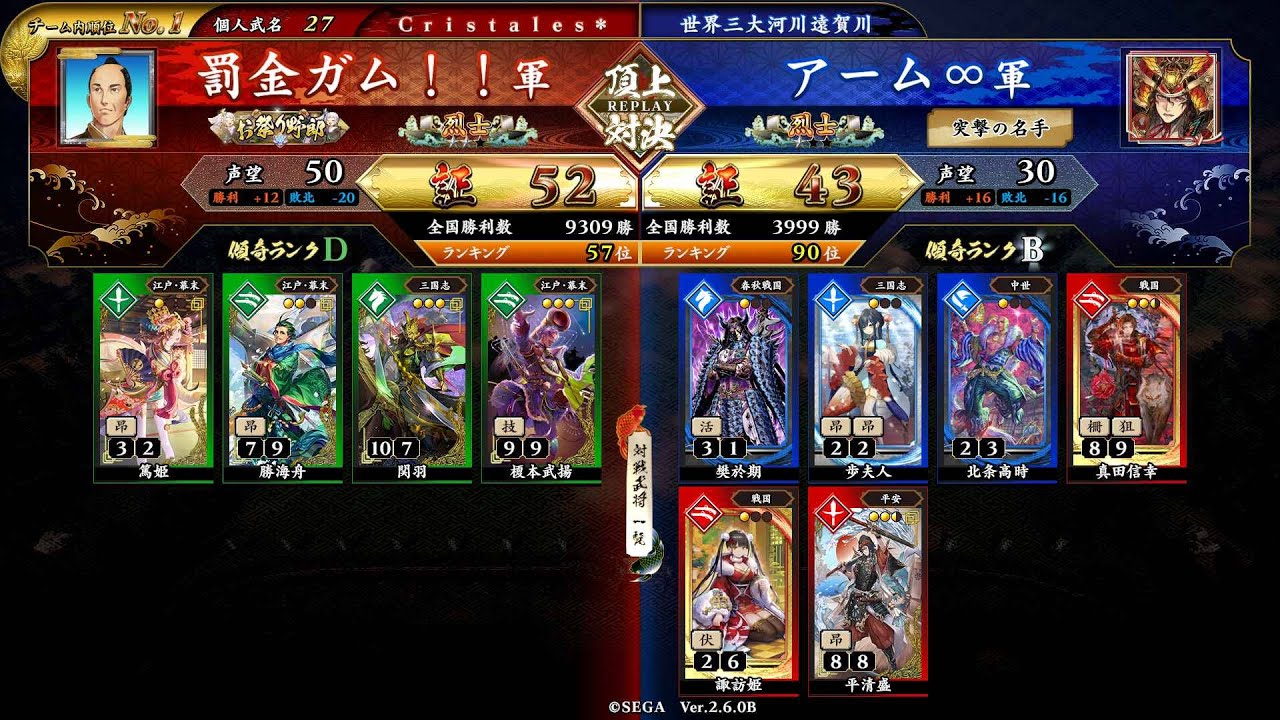 チーム内順位 No.1 個人武名 27 Cristales* 世界三大河川遠賀川
罰金ガム！！軍 頂上 REPLAY 対決 アーム∞軍
お祭り野郎 烈士 烈士 突撃の名手
声望 50 証 52 証 43 声望 30
勝利 +12 敗北 -20 勝利 +16 敗北 -16
全国勝利数 9309勝 全国勝利数 3999勝
ランキング 57位 ランキング 90位
傾奇ランクD 傾奇ランクB
江戸・幕末 江戸・幕末 三国志 江戸・幕末 春秋戦国 三国志 中世 戦国
昴 昴 技 活 昴 昴 柵 狙
3 2 7 9 10 7 9 9 3 1 2 2 2 3 8 9
篤姫 勝海舟 関羽 榎本武揚 樊於期 歩夫人 北条高時 真田信幸
対戦武将一覧
戦国 平安
伏 昴
2 6 8 8
諏訪姫 平清盛
©SEGA Ver.2.6.0B